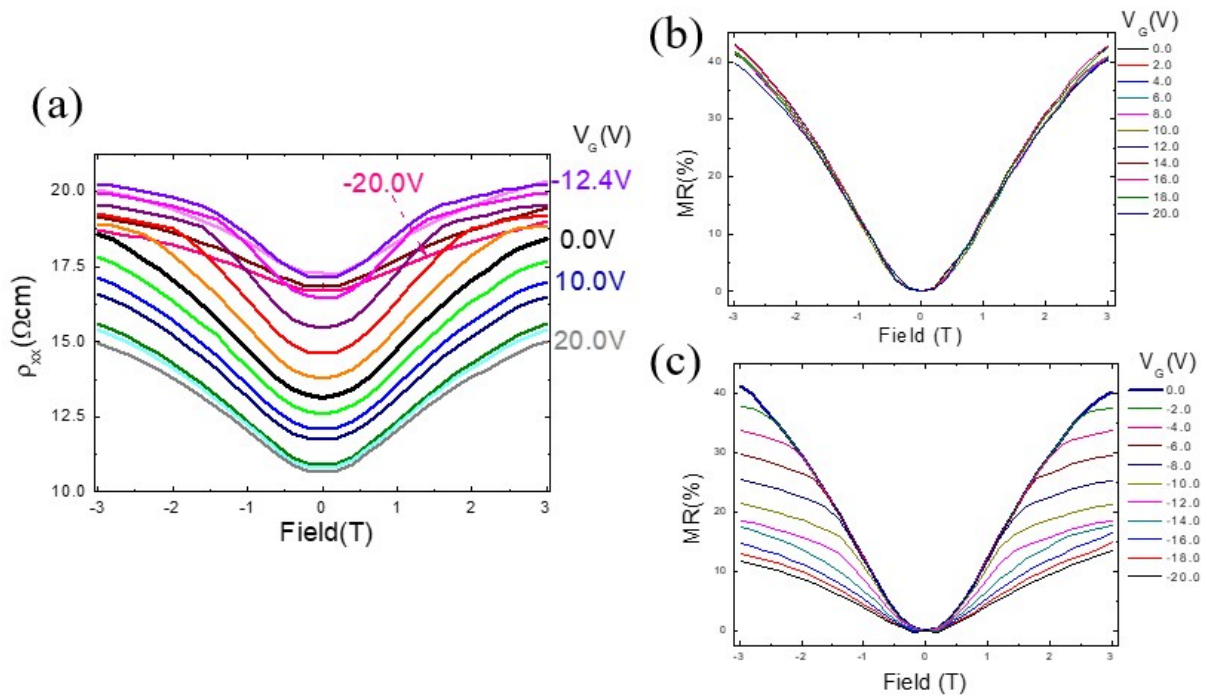 (a)
V_G(V)
-20.0V
-12.4V
0.0V
10.0V
20.0V
ρxx(Ωcm)
20.0
17.5
15.0
12.5
10.0
-3 -2 -1 0 1 2 3
Field(T)
(b)
V_G(V)
0.0
2.0
4.0
6.0
8.0
10.0
12.0
14.0
16.0
18.0
20.0
MR(%)
40
30
20
10
0
-3 -2 -1 0 1 2 3
Field (T)
(c)
V_G(V)
0.0
-2.0
-4.0
-6.0
-8.0
-10.0
-12.0
-14.0
-16.0
-18.0
-20.0
MR(%)
40
30
20
10
0
-3 -2 -1 0 1 2 3
Field (T)